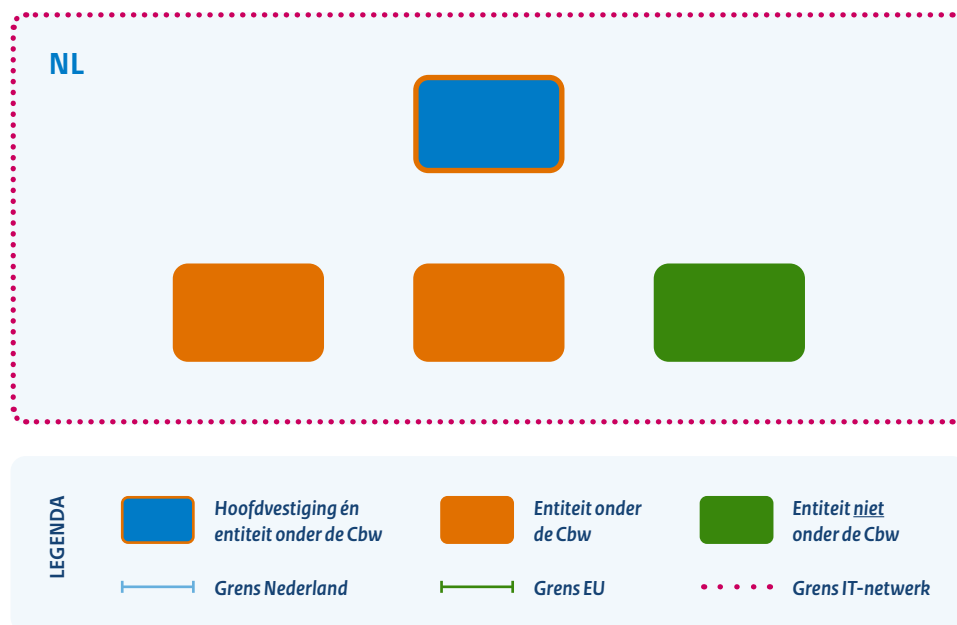 NL
LEGENDA
Hoofdvestiging én
entiteit onder de Cbw
Entiteit onder
de Cbw
Entiteit niet
onder de Cbw
Grens Nederland
Grens EU
Grens IT-netwerk